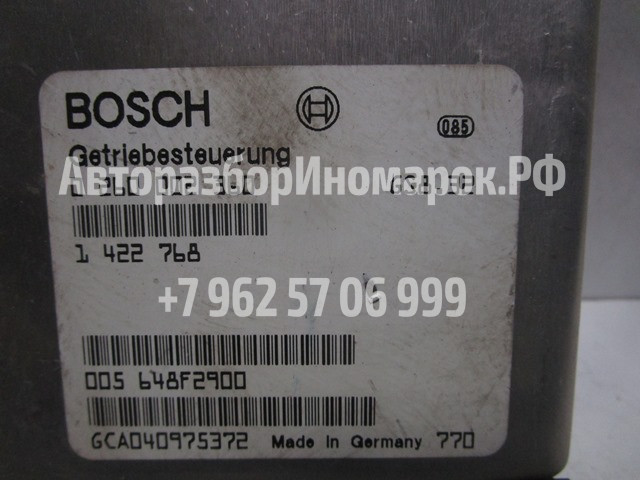 BOSCH
085
Getriebesteuerung
АвторазборИномарок.РФ
1 422 768
+7 962 57 06 999
005 648F2900
GCA040975372 Made in Germany 770